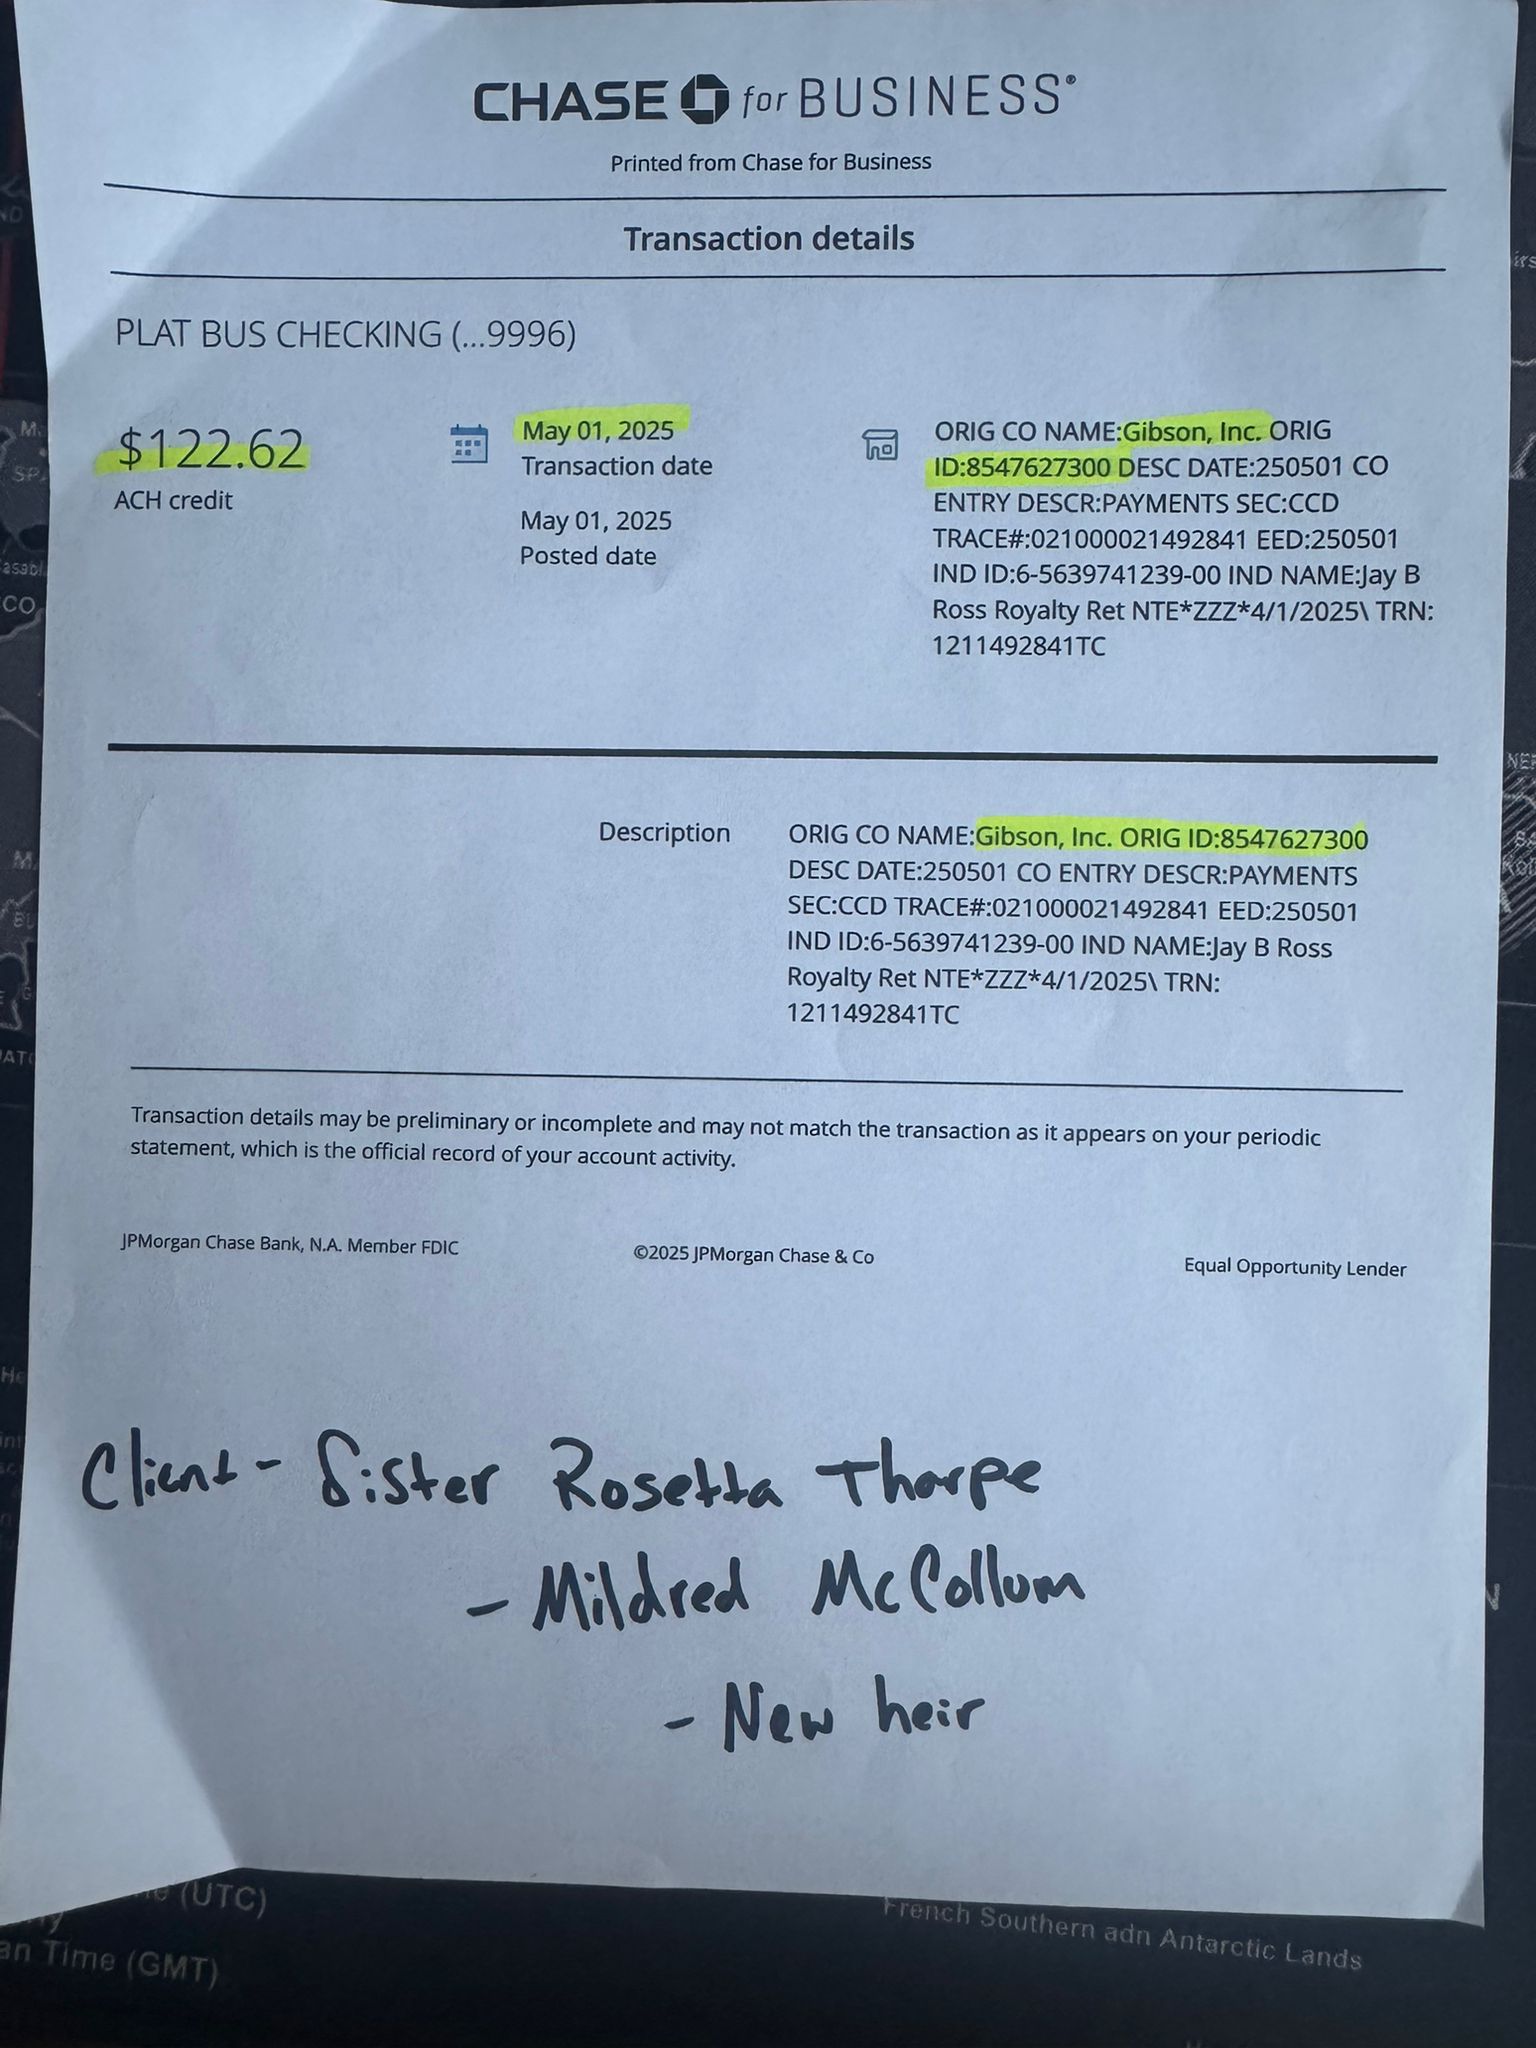 CHASE for BUSINESS®
Printed from Chase for Business
Transaction details
PLAT BUS CHECKING (...9996)
$122.62
ACH credit
May 01, 2025
Transaction date
May 01, 2025
Posted date
ORIG CO NAME:Gibson, Inc. ORIG
ID:8547627300 DESC DATE:250501 CO
ENTRY DESCR:PAYMENTS SEC:CCD
TRACE#:021000021492841 EED:250501
IND ID:6-5639741239-00 IND NAME:Jay B
Ross Royalty Ret NTE*ZZZ*4/1/2025\ TRN:
1211492841TC
Description
ORIG CO NAME:Gibson, Inc. ORIG ID:8547627300
DESC DATE:250501 CO ENTRY DESCR:PAYMENTS
SEC:CCD TRACE#:021000021492841 EED:250501
IND ID:6-5639741239-00 IND NAME:Jay B Ross
Royalty Ret NTE*ZZZ*4/1/2025\ TRN:
1211492841TC
Transaction details may be preliminary or incomplete and may not match the transaction as it appears on your periodic
statement, which is the official record of your account activity.
JPMorgan Chase Bank, N.A. Member FDIC
©2025 JPMorgan Chase & Co
Equal Opportunity Lender
Client - Sister Rosetta Tharpe
- Mildred McCollum
- New heir
(UTC)
Time (GMT)
French Southern adn Antarctic Lands